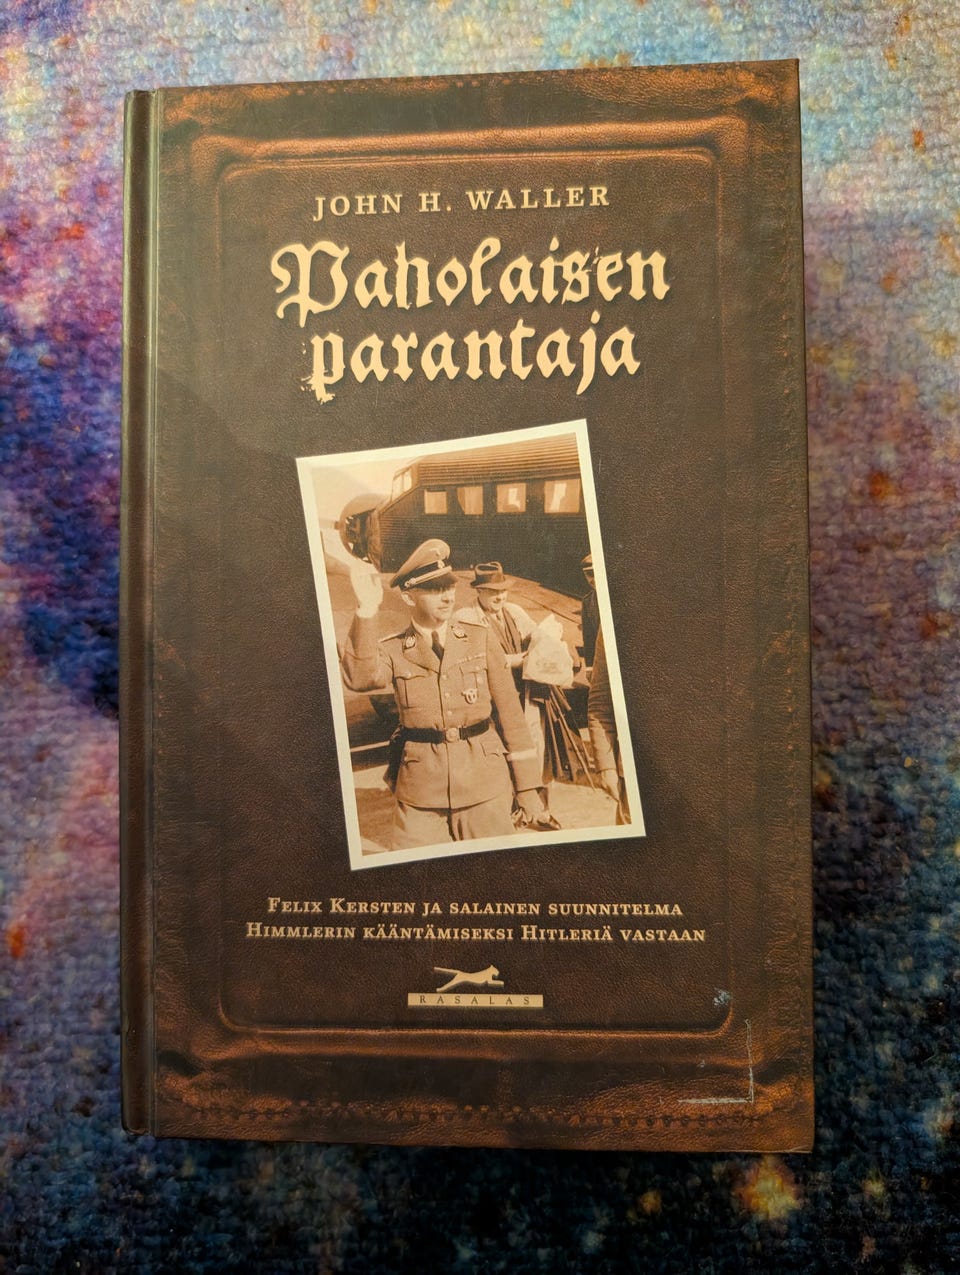 JOHN H. WALLER
Paholaisen
parantaja
FELIX KERSTEN JA SALAINEN SUUNNITELMA
HIMMLERIN KÄÄNTÄMISEKSI HITLERIÄ VASTAAN
RASALAS